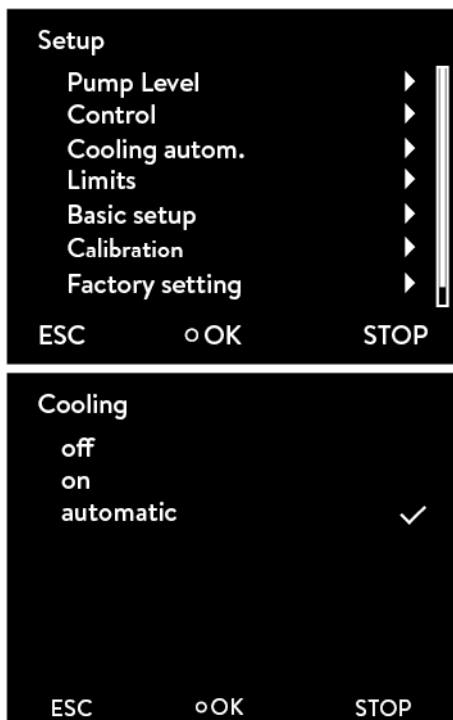 Setup
Pump Level
Control
Cooling autom.
Limits
Basic setup
Calibration
Factory setting
ESC OK STOP
Cooling
off
on
automatic
ESC OK STOP